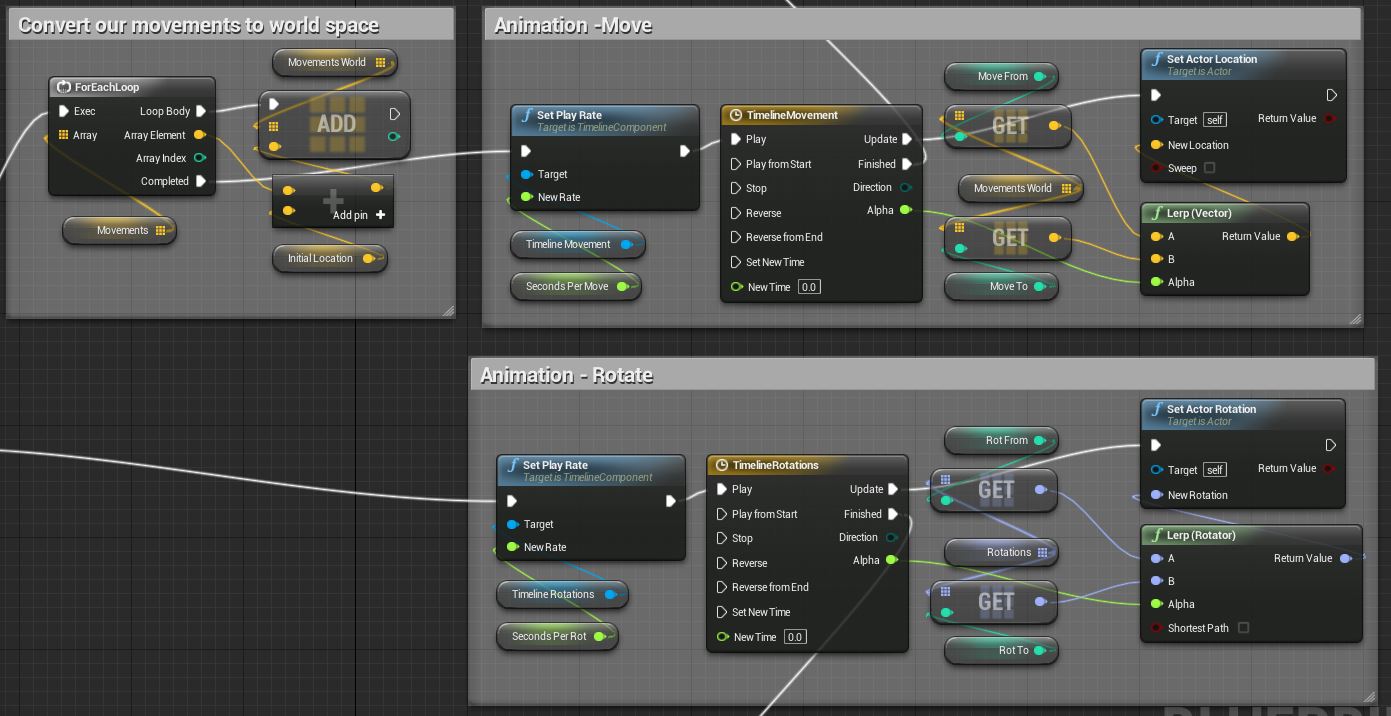 Convert our movements to world space
ForEachLoop
Exec
Loop Body
Array
Array Element
Array Index
Completed
Movements
Movements World
ADD
Add pin
Initial Location
Animation -Move
Set Play Rate
Target is TimelineComponent
Target
New Rate
Timeline Movement
Seconds Per Move
TimelineMovement
Play
Update
Play from Start
Finished
Stop
Direction
Reverse
Alpha
Reverse from End
Set New Time
New Time 0.0
Move From
GET
Movements World
GET
Move To
Set Actor Location
Target is Actor
Target self
Return Value
New Location
Sweep
Lerp (Vector)
A
Return Value
B
Alpha
Animation - Rotate
Set Play Rate
Target is TimelineComponent
Target
New Rate
Timeline Rotations
Seconds Per Rot
TimelineRotations
Play
Update
Play from Start
Finished
Stop
Direction
Reverse
Alpha
Reverse from End
Set New Time
New Time 0.0
Rot From
GET
Rotations
GET
Rot To
Set Actor Rotation
Target is Actor
Target self
Return Value
New Rotation
Lerp (Rotator)
A
Return Value
B
Alpha
Shortest Path